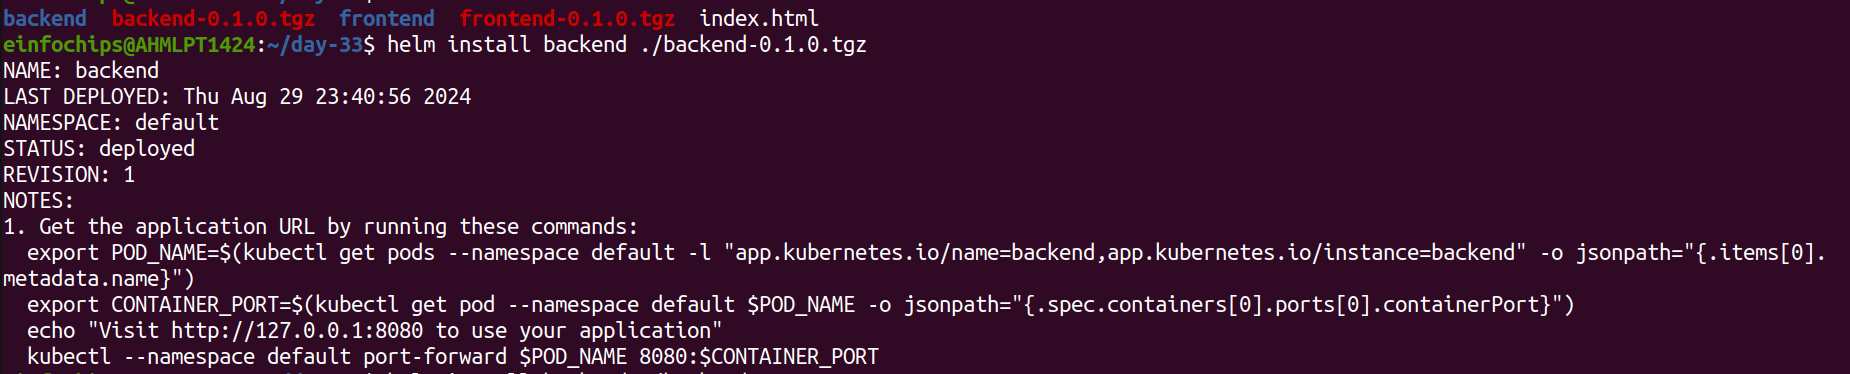 backend  backend-0.1.0.tgz  frontend  frontend-0.1.0.tgz  index.html
einfochips@AHMLPT1424:~/day-33$ helm install backend ./backend-0.1.0.tgz
NAME: backend
LAST DEPLOYED: Thu Aug 29 23:40:56 2024
NAMESPACE: default
STATUS: deployed
REVISION: 1
NOTES:
1. Get the application URL by running these commands:
  export POD_NAME=$(kubectl get pods --namespace default -l "app.kubernetes.io/name=backend,app.kubernetes.io/instance=backend" -o jsonpath="{.items[0].
metadata.name}")
  export CONTAINER_PORT=$(kubectl get pod --namespace default $POD_NAME -o jsonpath="{.spec.containers[0].ports[0].containerPort}")
  echo "Visit http://127.0.0.1:8080 to use your application"
  kubectl --namespace default port-forward $POD_NAME 8080:$CONTAINER_PORT